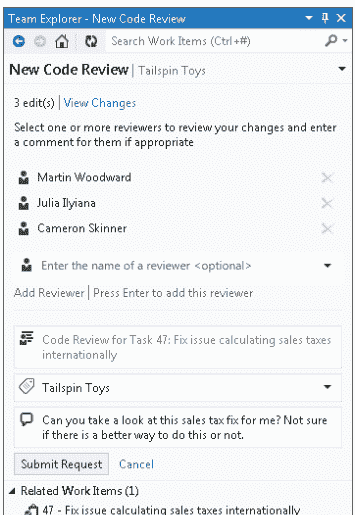 Team Explorer - New Code Review
Search Work Items (Ctrl+#)
New Code Review | Tailspin Toys
3 edit(s) | View Changes
Select one or more reviewers to review your changes and enter
a comment for them if appropriate
Martin Woodward
Julia Ilyiana
Cameron Skinner
Enter the name of a reviewer <optional>
Add Reviewer | Press Enter to add this reviewer
Code Review for Task 47: Fix issue calculating sales taxes
internationally
Tailspin Toys
Can you take a look at this sales tax fix for me? Not sure
if there is a better way to do this or not.
Submit Request Cancel
Related Work Items (1)
47 - Fix issue calculating sales taxes internationally